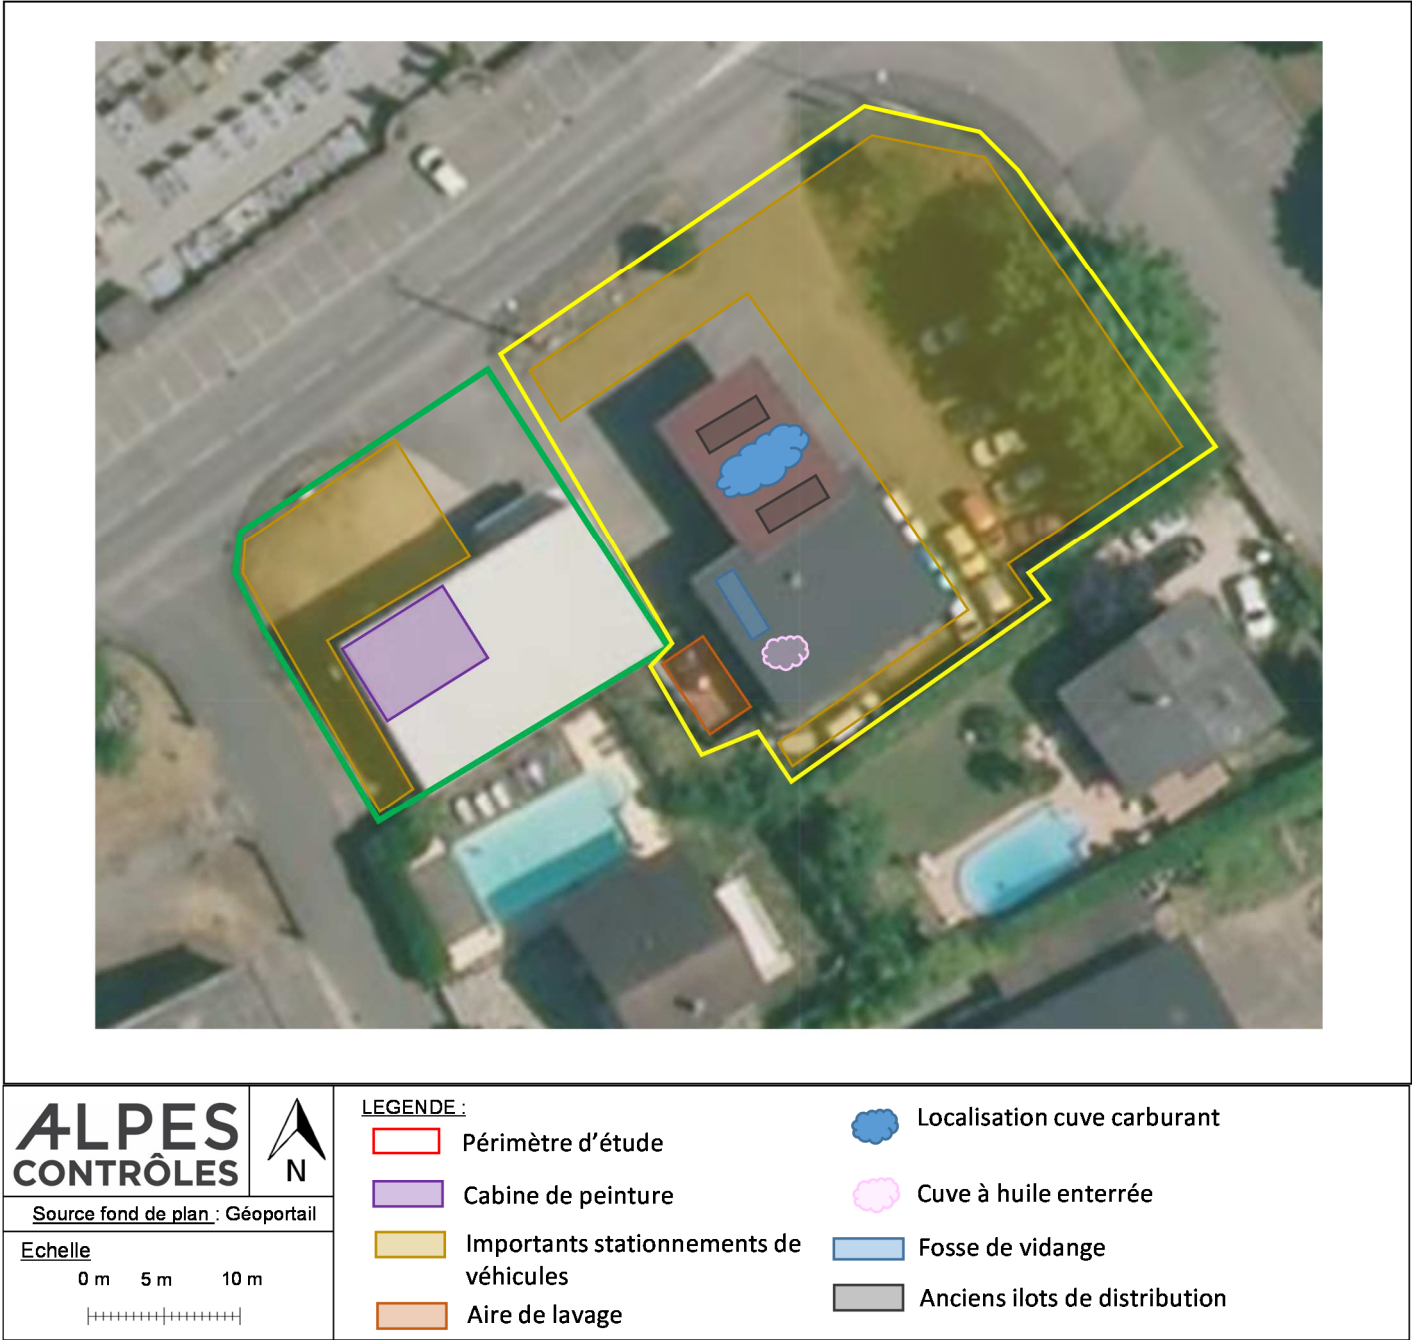 ALPES
CONTRÔLES
N
Source fond de plan : Géoportail
Echelle
0 m 5 m 10 m
LEGENDE :
Périmètre d’étude
Cabine de peinture
Importants stationnements de
véhicules
Aire de lavage
Localisation cuve carburant
Cuve à huile enterrée
Fosse de vidange
Anciens ilots de distribution